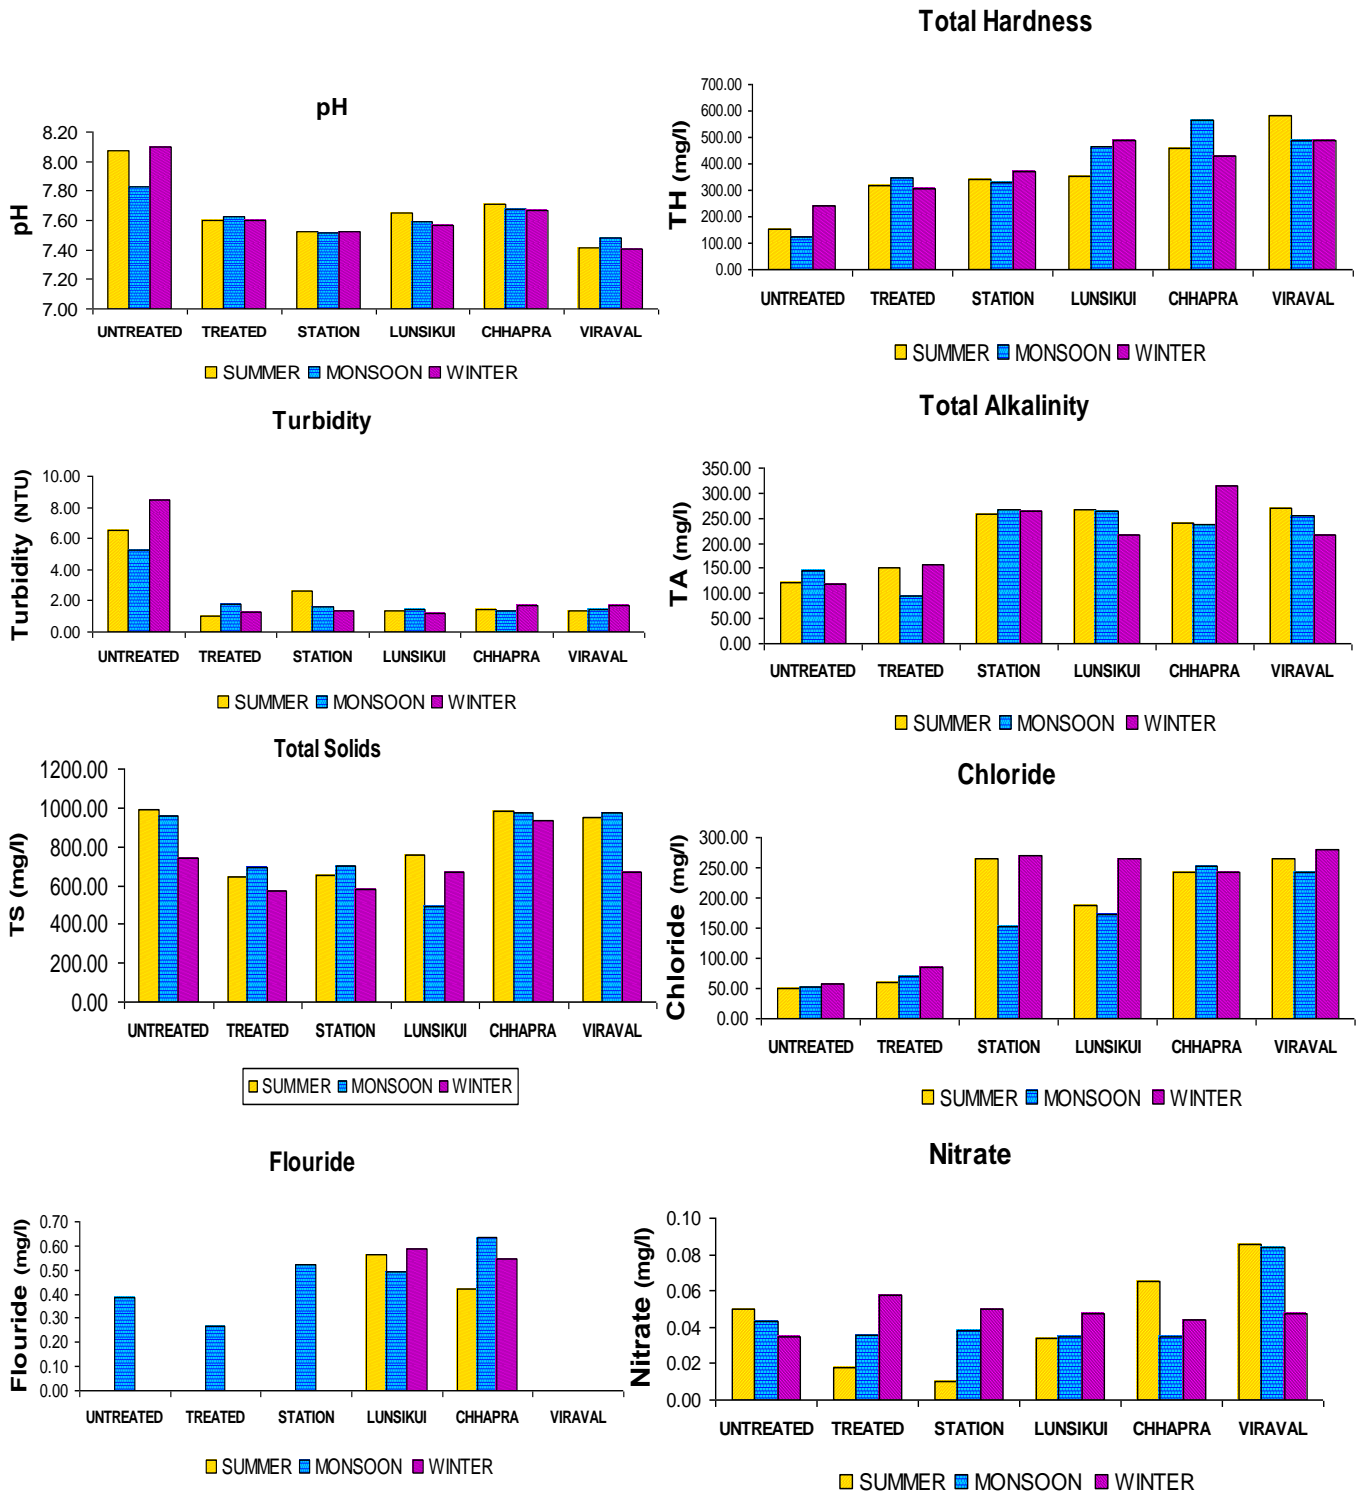 pH
pH
8.20
8.00
7.80
7.60
7.40
7.20
7.00
UNTREATED TREATED STATION LUNSIKUI CHHAPRA VIRAVAL
SUMMER MONSOON WINTER
Total Hardness
TH (mg/l)
700.00
600.00
500.00
400.00
300.00
200.00
100.00
0.00
UNTREATED TREATED STATION LUNSIKUI CHHAPRA VIRAVAL
SUMMER MONSOON WINTER
Turbidity
Turbidity (NTU)
10.00
8.00
6.00
4.00
2.00
0.00
UNTREATED TREATED STATION LUNSIKUI CHHAPRA VIRAVAL
SUMMER MONSOON WINTER
Total Alkalinity
TA (mg/l)
350.00
300.00
250.00
200.00
150.00
100.00
50.00
0.00
UNTREATED TREATED STATION LUNSIKUI CHHAPRA VIRAVAL
SUMMER MONSOON WINTER
Total Solids
TS (mg/l)
1200.00
1000.00
800.00
600.00
400.00
200.00
0.00
UNTREATED TREATED STATION LUNSIKUI CHHAPRA VIRAVAL
SUMMER MONSOON WINTER
Chloride
Chloride (mg/l)
300.00
250.00
200.00
150.00
100.00
50.00
0.00
UNTREATED TREATED STATION LUNSIKUI CHHAPRA VIRAVAL
SUMMER MONSOON WINTER
Flouride
Flouride (mg/l)
0.70
0.60
0.50
0.40
0.30
0.20
0.10
0.00
UNTREATED TREATED STATION LUNSIKUI CHHAPRA VIRAVAL
SUMMER MONSOON WINTER
Nitrate
Nitrate (mg/l)
0.10
0.08
0.06
0.04
0.02
0.00
UNTREATED TREATED STATION LUNSIKUI CHHAPRA VIRAVAL
SUMMER MONSOON WINTER